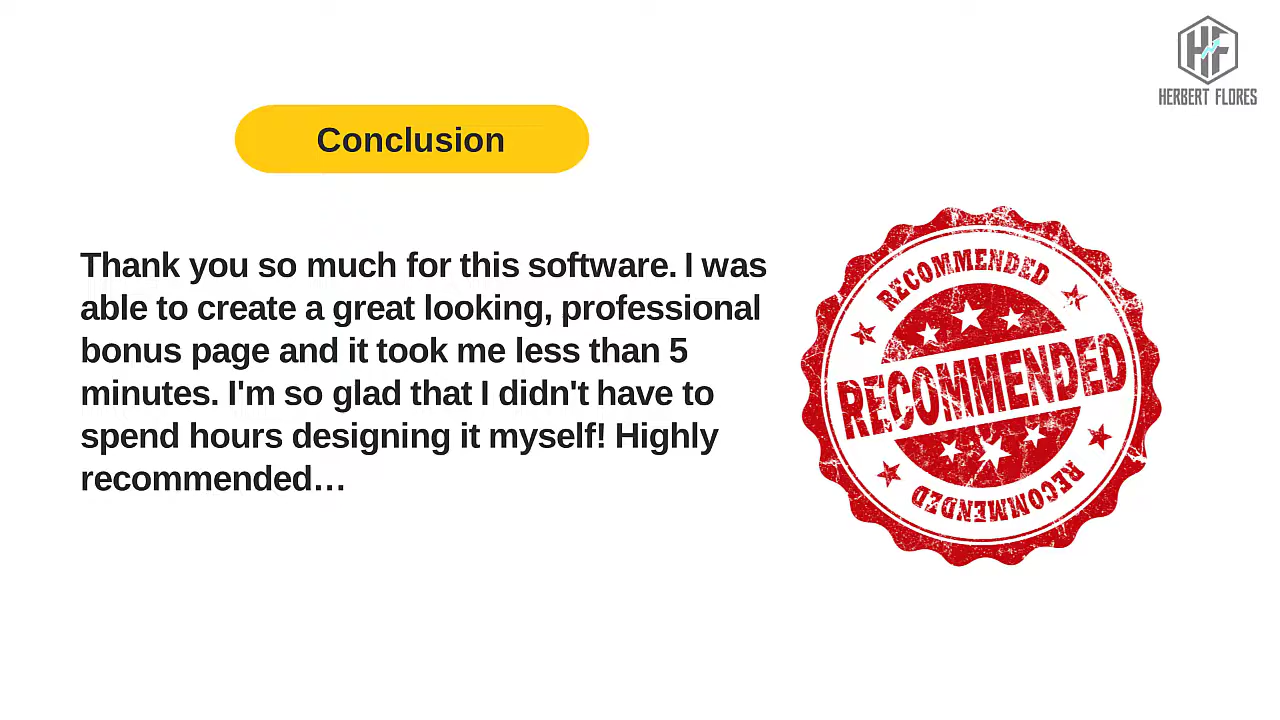 HERBERT FLORES
Conclusion
Thank you so much for this software. I was
able to create a great looking, professional
bonus page and it took me less than 5
minutes. I'm so glad that I didn't have to
spend hours designing it myself! Highly
recommended…
RECOMMENDED
RECOMMENDED
RECOMMENDED